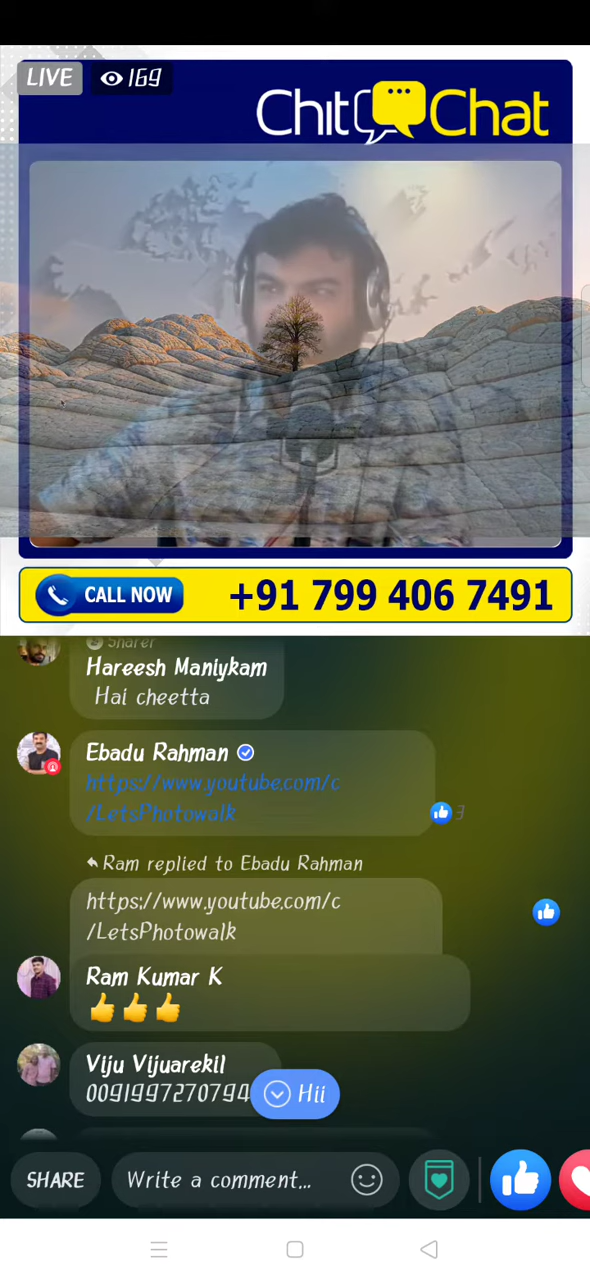 LIVE 169
Chit Chat
CALL NOW +91 799 406 7491
Sharer
Hareesh Maniykam
Hai cheetta
Ebadu Rahman
https://www.youtube.com/c
/LetsPhotowalk
3
Ram replied to Ebadu Rahman
https://www.youtube.com/c
/LetsPhotowalk
Ram Kumar K
👍👍👍
Viju Vijuarekil
0091997270794
Hii
SHARE Write a comment...